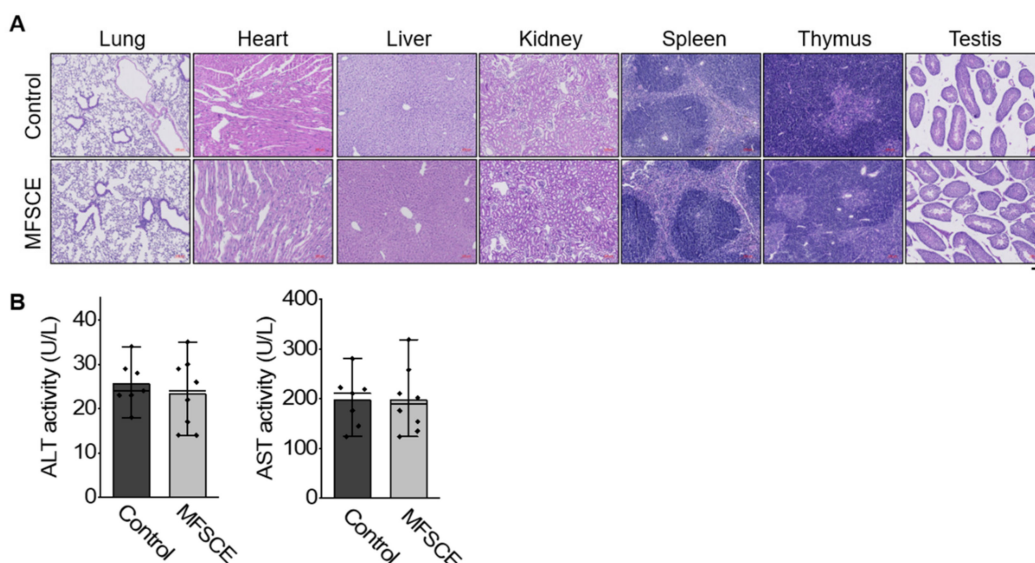 A
Lung Heart Liver Kidney Spleen Thymus Testis
Control
MFSCE
B
ALT activity (U/L)
40
30
20
10
0
Control
MFSCE
AST activity (U/L)
400
300
200
100
0
Control
MFSCE